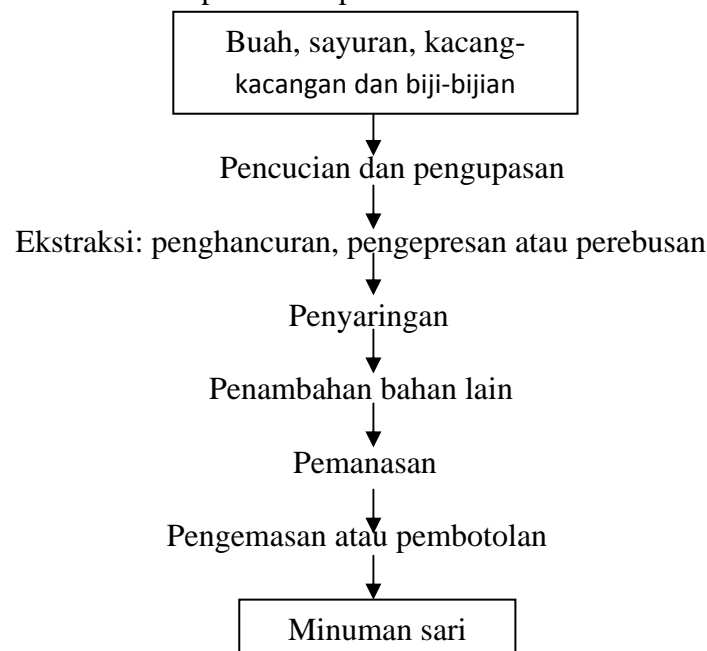 Buah, sayuran, kacang-
kacangan dan biji-bijian
Pencucian dan pengupasan
Ekstraksi: penghancuran, pengepresan atau perebusan
Penyaringan
Penambahan bahan lain
Pemanasan
Pengemasan atau pembotolan
Minuman sari